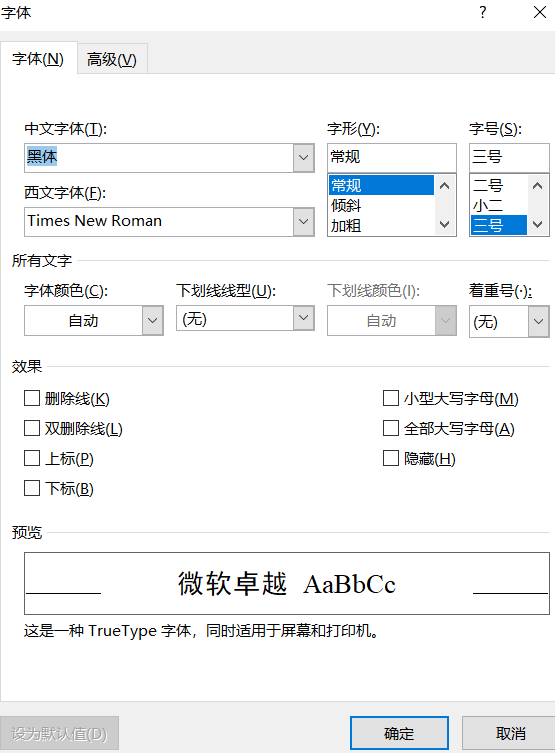 字体 ?
字体(N) 高级(V)
中文字体(T): 字形(Y): 字号(S):
黑体 常规 三号
常规 二号
西文字体(F): 倾斜 小二
Times New Roman 加粗 三号
所有文字
字体颜色(C): 下划线线型(U): 下划线颜色(I): 着重号(·):
自动 (无) 自动 (无)
效果
删除线(K) 小型大写字母(M)
双删除线(L) 全部大写字母(A)
上标(P) 隐藏(H)
下标(B)
预览
微软卓越 AaBbCc
这是一种 TrueType 字体，同时适用于屏幕和打印机。
设为默认值(D) 确定 取消